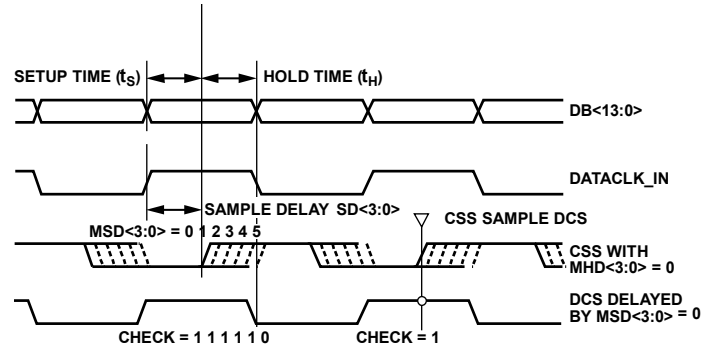 SETUP TIME (tS)
HOLD TIME (tH)
DB<13:0>
DATACLK_IN
SAMPLE DELAY SD<3:0>
CSS SAMPLE DCS
MSD<3:0> = 0 1 2 3 4 5
CSS WITH
MHD<3:0> = 0
DCS DELAYED
BY MSD<3:0> = 0
CHECK = 1 1 1 1 1 0
CHECK = 1